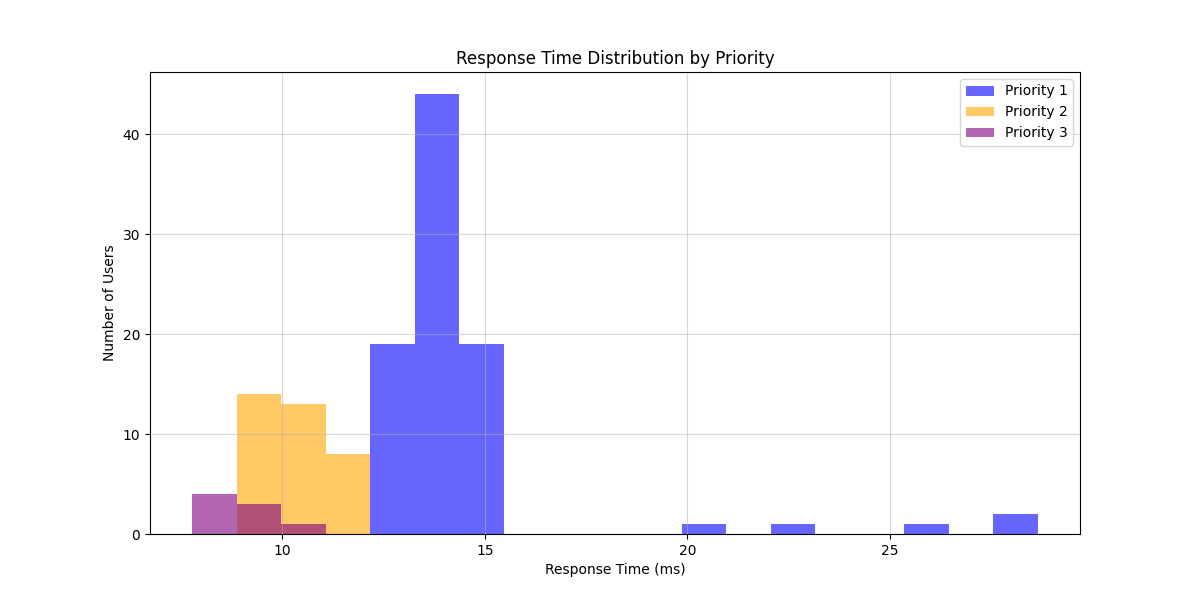 Response Time Distribution by Priority
Priority 1
Priority 2
Priority 3
Number of Users
40
30
20
10
0
10 15 20 25
Response Time (ms)